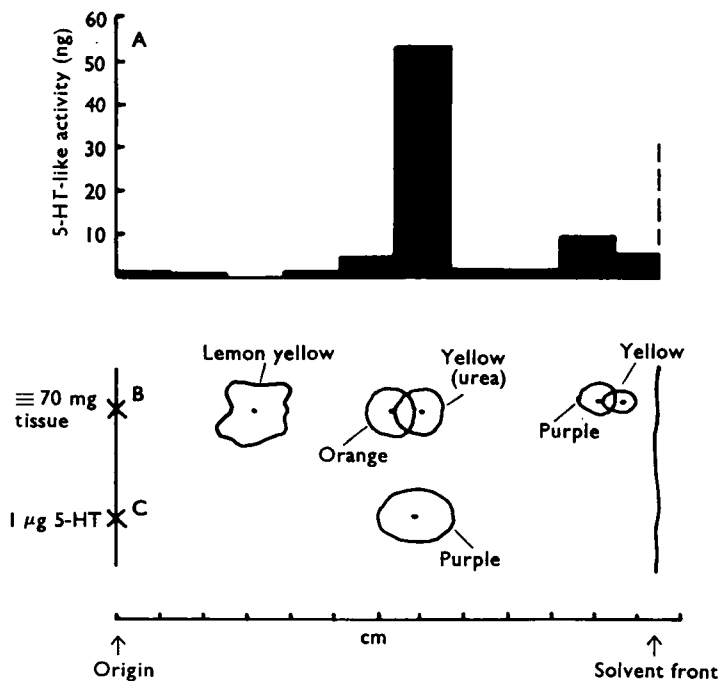 60
A
50
40
30
20
10
5-HT-like activity (ng)
Lemon yellow
Yellow
(urea)
Yellow
≡ 70 mg
tissue
B
Orange
Purple
1 μg 5-HT
C
Purple
cm
Origin
Solvent front